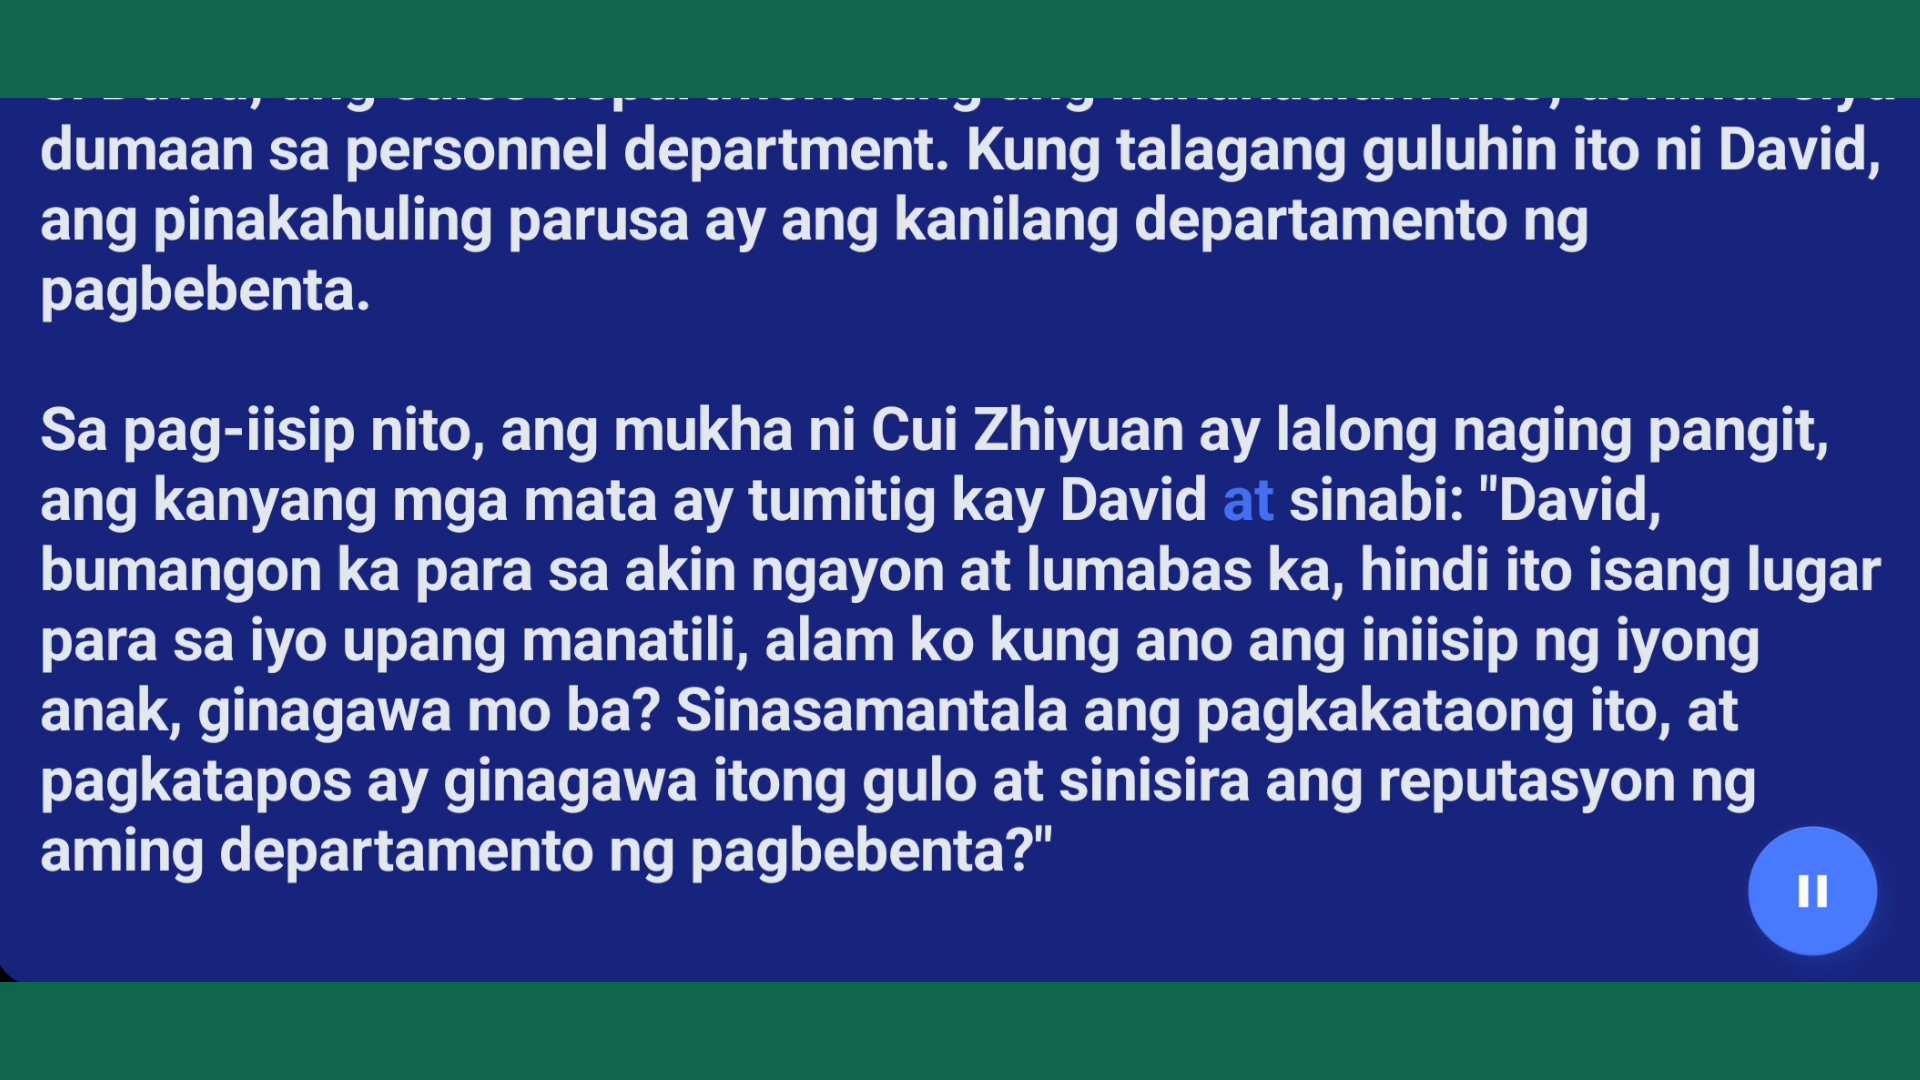 dumaan sa personnel department. Kung talagang guluhin ito ni David,
ang pinakahuling parusa ay ang kanilang departamento ng
pagbebenta.
Sa pag-iisip nito, ang mukha ni Cui Zhiyuan ay lalong naging pangit,
ang kanyang mga mata ay tumitig kay David at sinabi: "David,
bumangon ka para sa akin ngayon at lumabas ka, hindi ito isang lugar
para sa iyo upang manatili, alam ko kung ano ang iniisip ng iyong
anak, ginagawa mo ba? Sinasamantala ang pagkakataong ito, at
pagkatapos ay ginagawa itong gulo at sinisira ang reputasyon ng
aming departamento ng pagbebenta?"